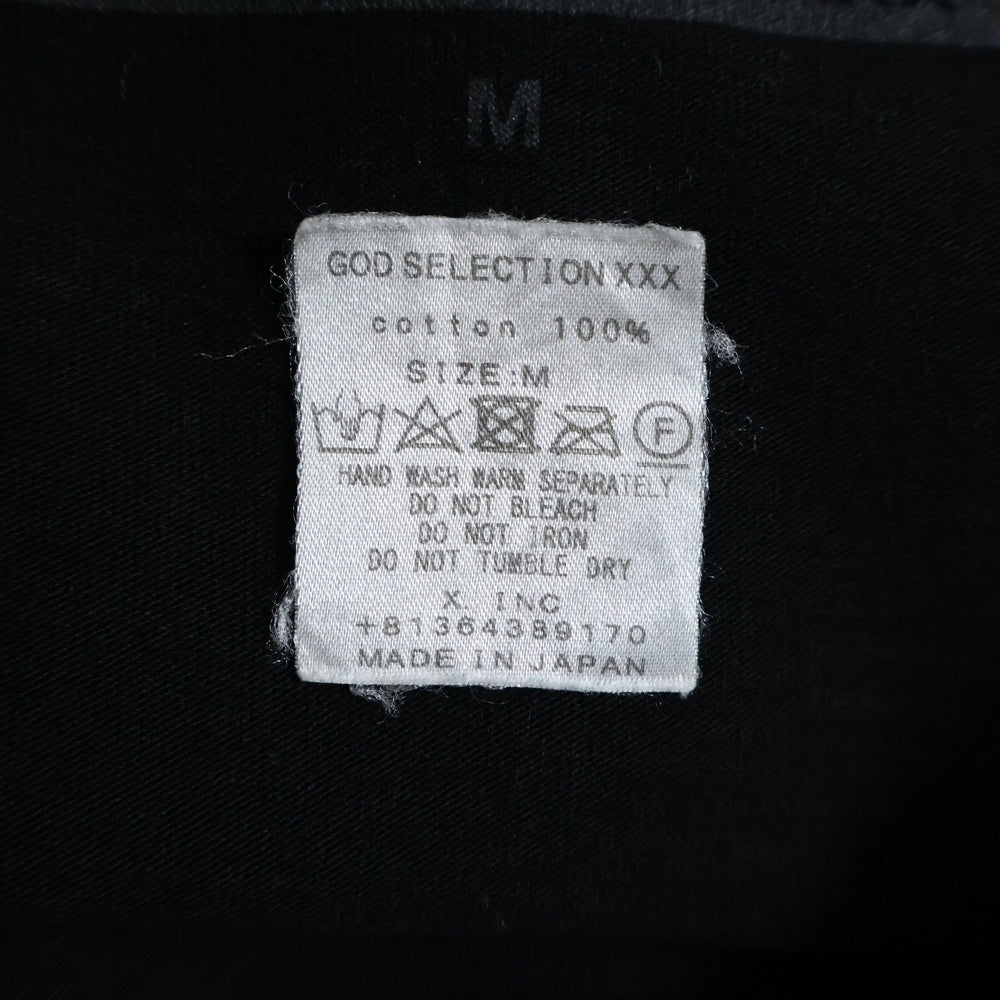 M
GOD SELECTION XXX
cotton 100%
SIZE:M
F
HAND WASH WARM SEPARATELY
DO NOT BLEACH
DO NOT IRON
DO NOT TUMBLE DRY
X. INC
+81364389170
MADE IN JAPAN